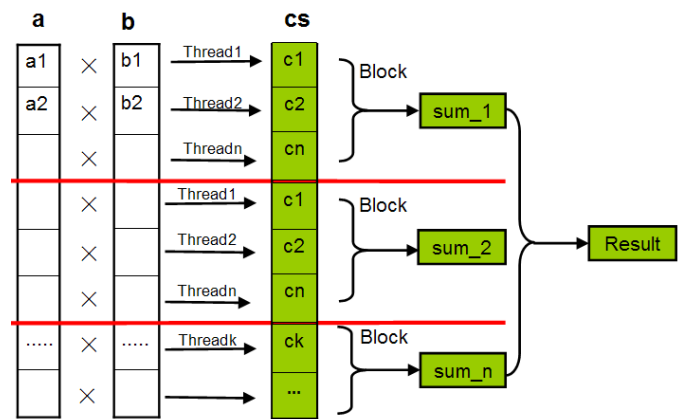 a b cs
a1 × b1 Thread1 c1
Block
a2 × b2 Thread2 c2 sum_1
× Threadn cn
× Thread1 c1
Block
× Thread2 c2 sum_2 Result
× Threadn cn
..... × ..... Threadk ck
Block
× ... sum_n